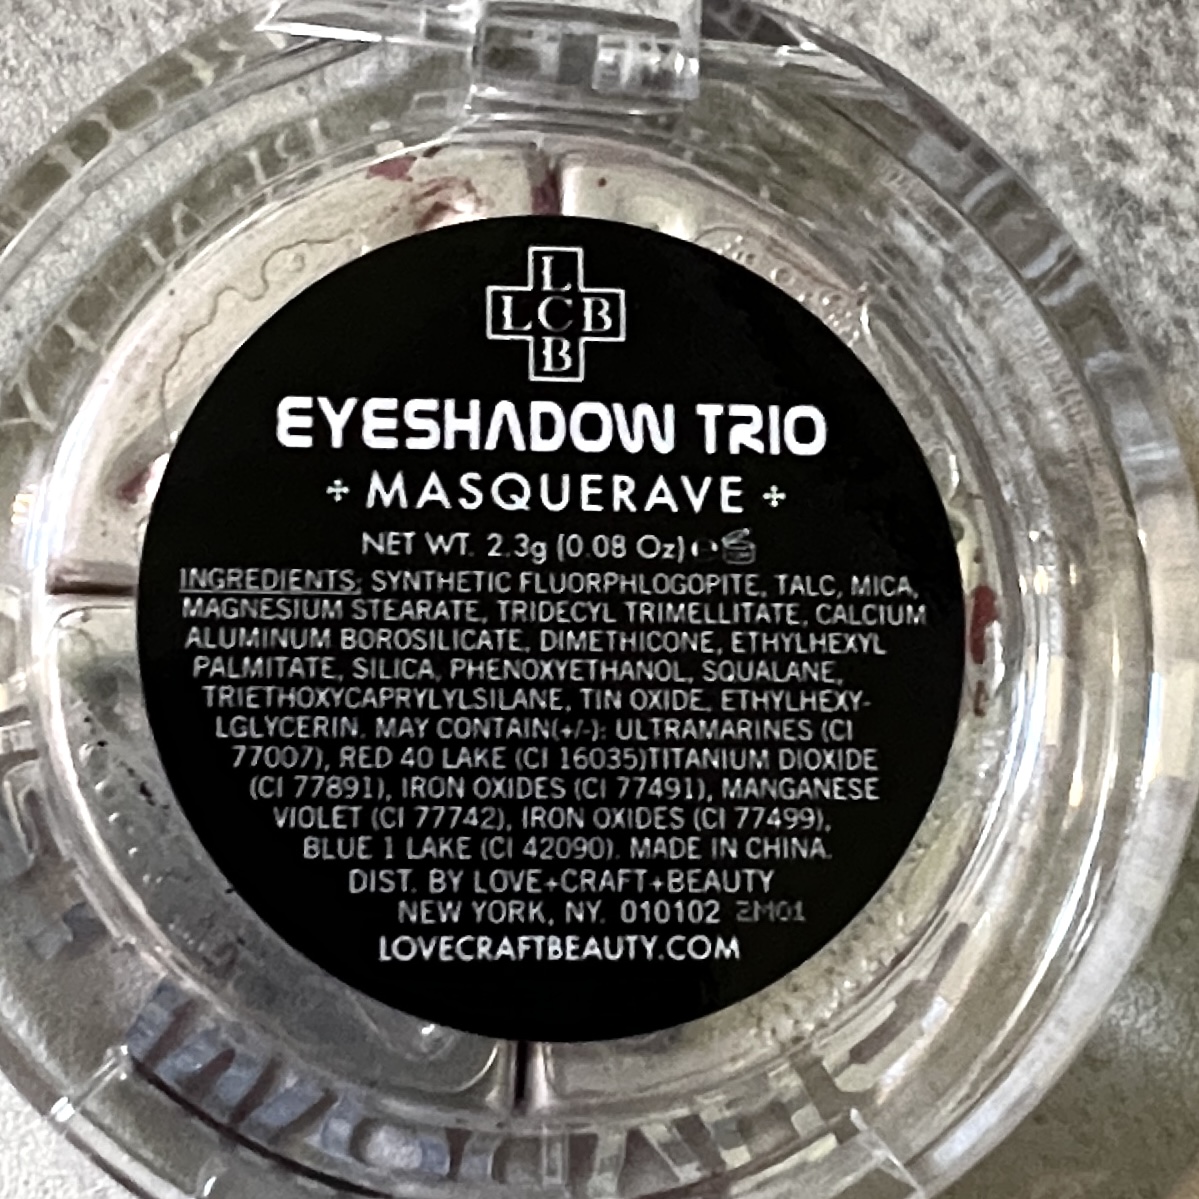 L
LCB
B
EYESHADOW TRIO
MASQUERAVE
NET WT. 2.3g (0.08 Oz)
INGREDIENTS: SYNTHETIC FLUORPHLOGOPITE, TALC, MICA,
MAGNESIUM STEARATE, TRIDECYL TRIMELLITATE, CALCIUM
ALUMINUM BOROSILICATE, DIMETHICONE, ETHYLHEXYL
PALMITATE, SILICA, PHENOXYETHANOL, SQUALANE,
TRIETHOXYCAPRYLYLSILANE, TIN OXIDE, ETHYLHEXY-
LGLYCERIN. MAY CONTAIN(+/-): ULTRAMARINES (CI
77007), RED 40 LAKE (CI 16035)TITANIUM DIOXIDE
(CI 77891), IRON OXIDES (CI 77491), MANGANESE
VIOLET (CI 77742), IRON OXIDES (CI 77499),
BLUE 1 LAKE (CI 42090). MADE IN CHINA.
DIST. BY LOVE+CRAFT+BEAUTY
NEW YORK, NY. 010102 2M01
LOVECRAFTBEAUTY.COM